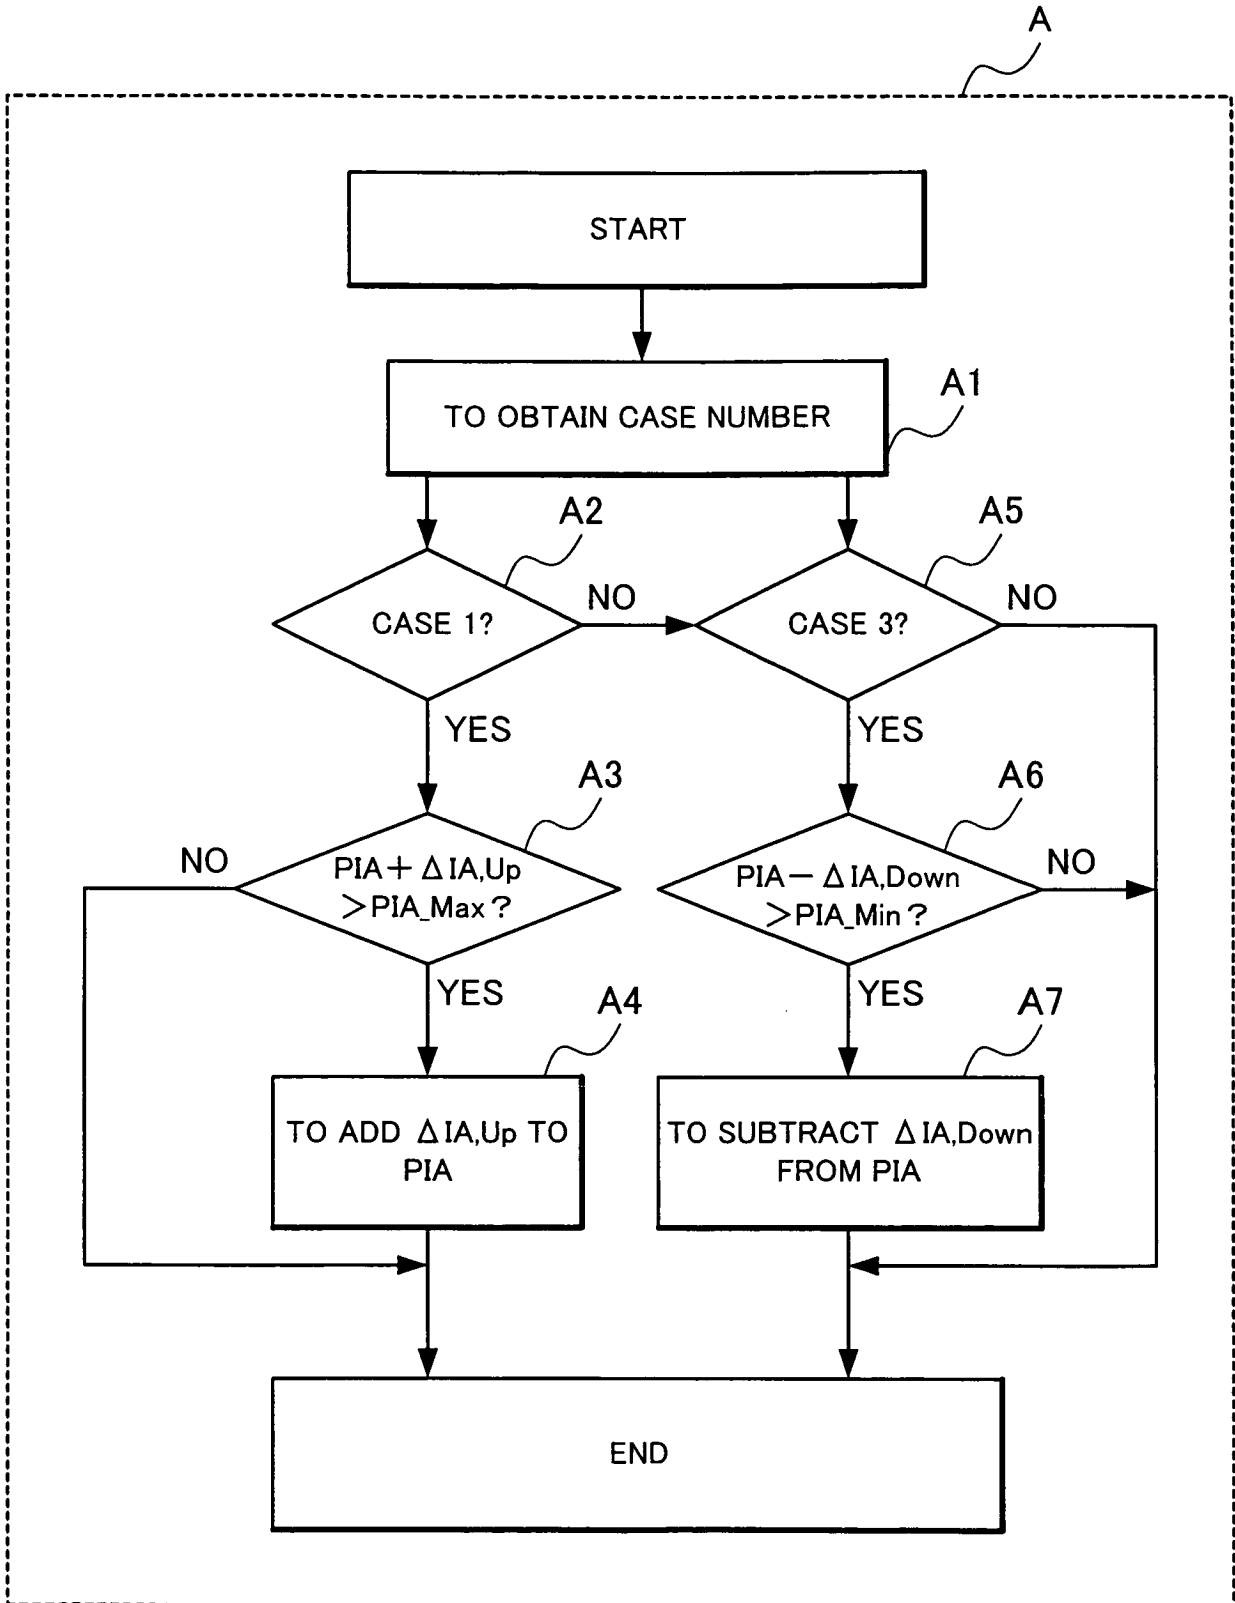 A
START
A1
TO OBTAIN CASE NUMBER
A2
A5
CASE 1?
NO
CASE 3?
NO
YES
YES
A3
A6
NO
PIA+ΔIA,Up
>PIA_Max?
PIA−ΔIA,Down
>PIA_Min?
NO
YES
YES
A4
A7
TO ADD ΔIA,Up TO
PIA
TO SUBTRACT ΔIA,Down
FROM PIA
END